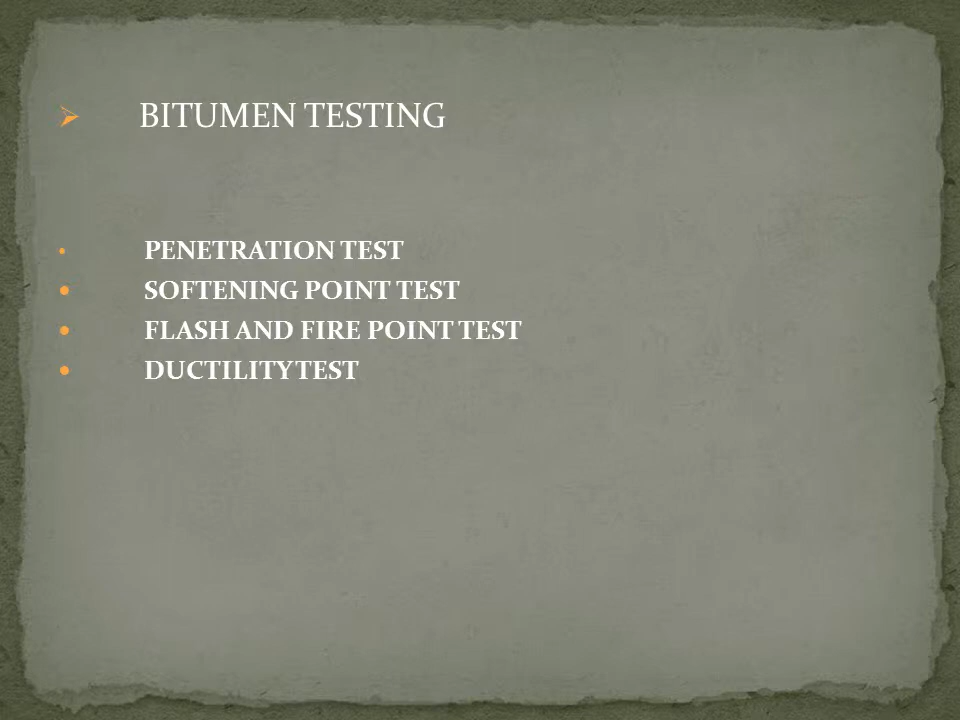 BITUMEN TESTING
PENETRATION TEST
SOFTENING POINT TEST
FLASH AND FIRE POINT TEST
DUCTILITY TEST